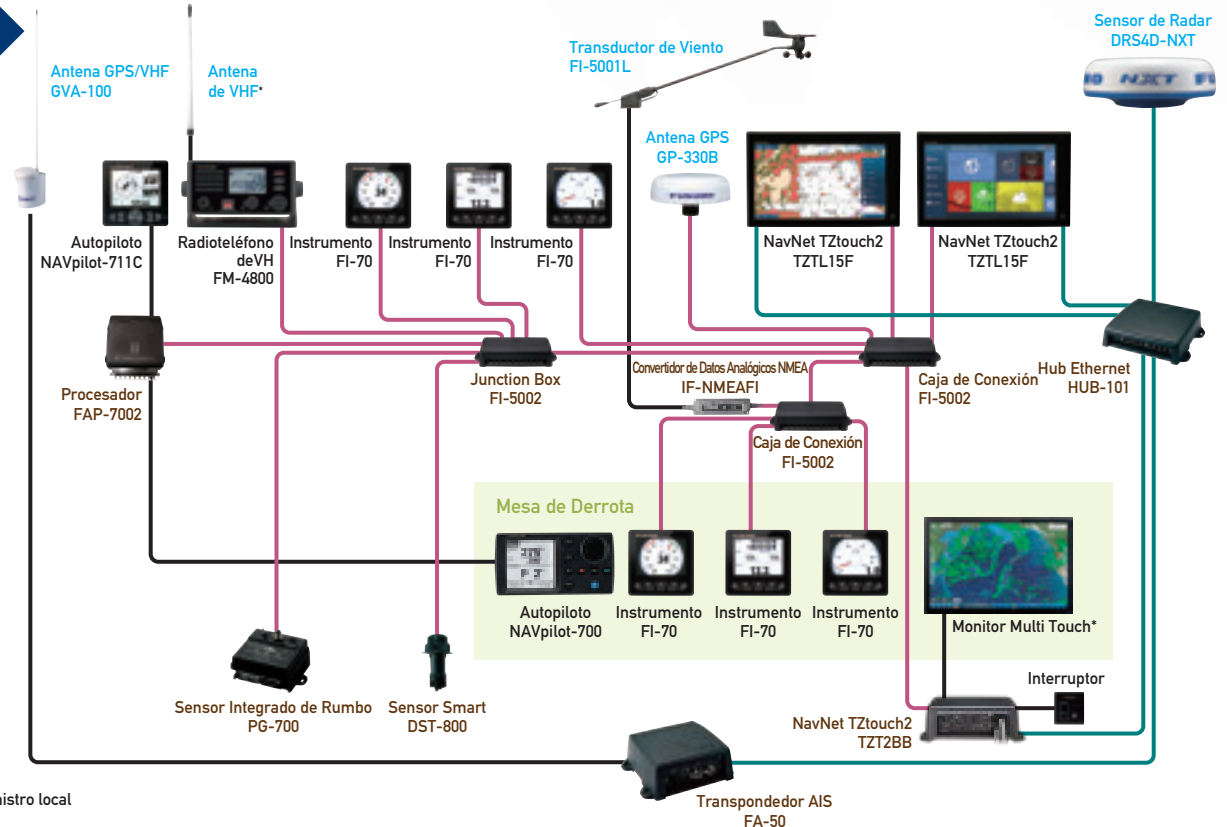 Sensor de Radar
DRS4D-NXT
Transductor de Viento
FI-5001L
Antena GPS/VHF
GVA-100
Antena
de VHF*
NXT
Antena GPS
GP-330B
Autopiloto
NAVpilot-711C
Radioteléfono
deVH
FM-4800
Instrumento
FI-70
Instrumento
FI-70
Instrumento
FI-70
NavNet TZtouch2
TZTL15F
NavNet TZtouch2
TZTL15F
Procesador
FAP-7002
Junction Box
FI-5002
Convertidor de Datos Analógicos NMEA
IF-NMEAFI
Caja de Conexión
FI-5002
Hub Ethernet
HUB-101
Caja de Conexión
FI-5002
Mesa de Derrota
Autopiloto
NAVpilot-700
Instrumento
FI-70
Instrumento
FI-70
Instrumento
FI-70
Monitor Multi Touch*
Interruptor
Sensor Integrado de Rumbo
PG-700
Sensor Smart
DST-800
NavNet TZtouch2
TZT2BB
istro local
Transpondedor AIS
FA-50